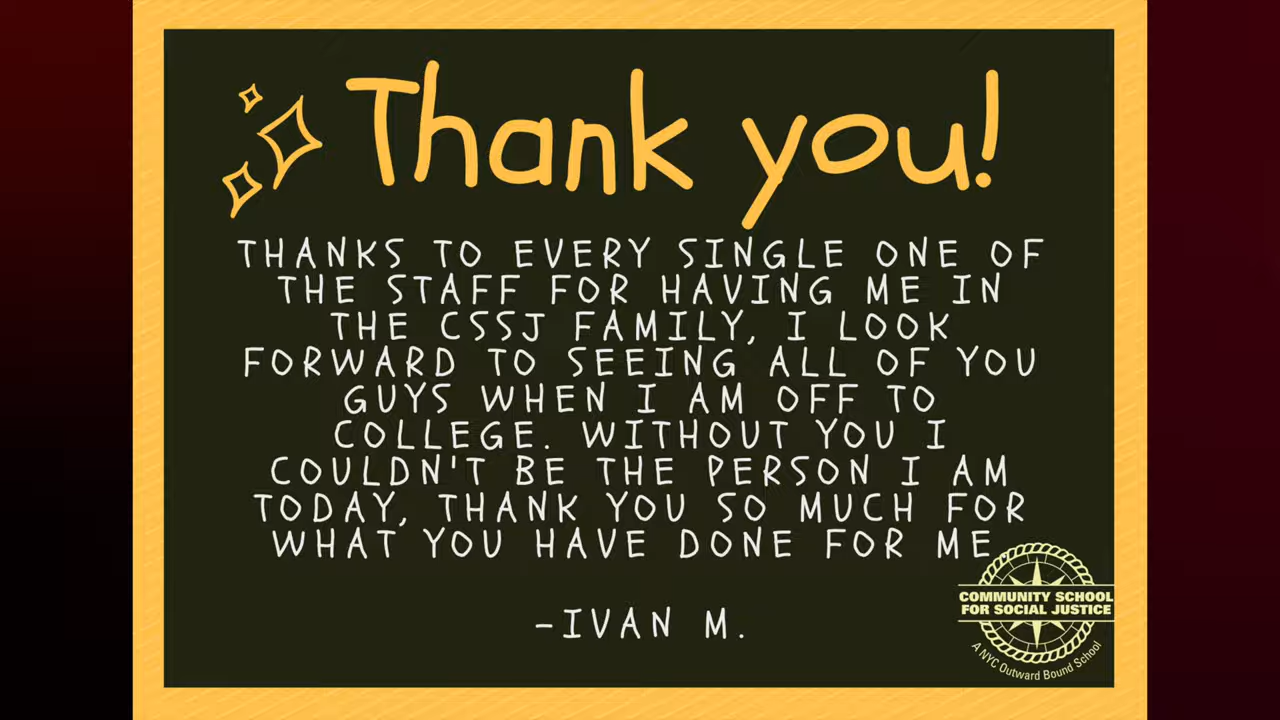 Thank you!
THANKS TO EVERY SINGLE ONE OF
THE STAFF FOR HAVING ME IN
THE CSSJ FAMILY, I LOOK
FORWARD TO SEEING ALL OF YOU
GUYS WHEN I AM OFF TO
COLLEGE. WITHOUT YOU I
COULDN'T BE THE PERSON I AM
TODAY, THANK YOU SO MUCH FOR
WHAT YOU HAVE DONE FOR ME.
-IVAN M.
COMMUNITY SCHOOL
FOR SOCIAL JUSTICE
A NYC Outward Bound School